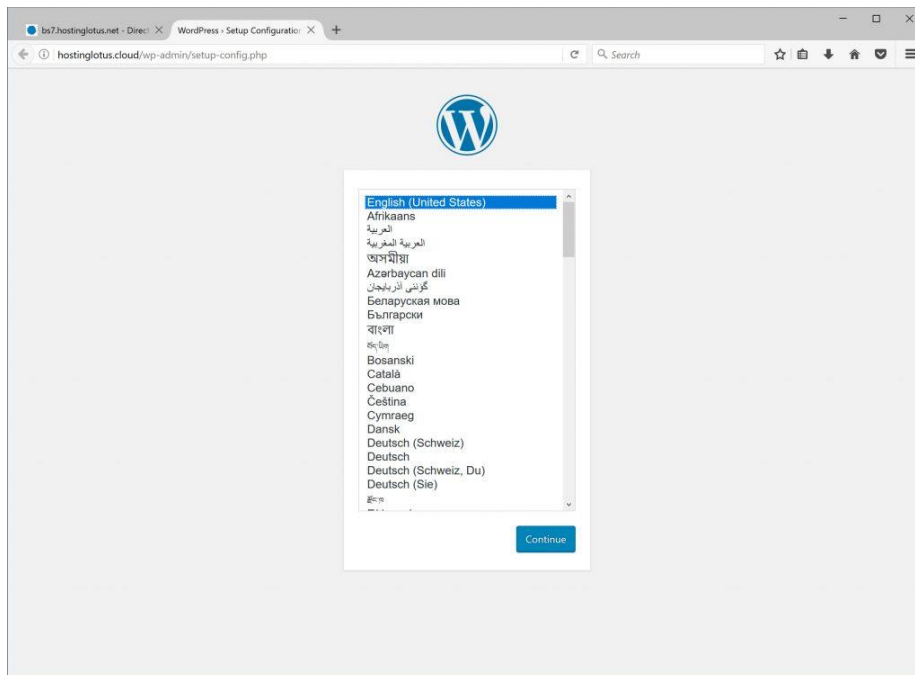 bs7.hostinglotus.net - Direct
WordPress › Setup Configuration
hostinglotus.cloud/wp-admin/setup-config.php
Search
English (United States)
Afrikaans
العربية
العربية المغربية
অসমীয়া
Azərbaycan dili
گؤنئی آذربایجان
Беларуская мова
Български
বাংলা
བོད་ཡིག
Bosanski
Català
Cebuano
Čeština
Cymraeg
Dansk
Deutsch (Schweiz)
Deutsch
Deutsch (Schweiz, Du)
Deutsch (Sie)
རྫོང་ཁ
Continue